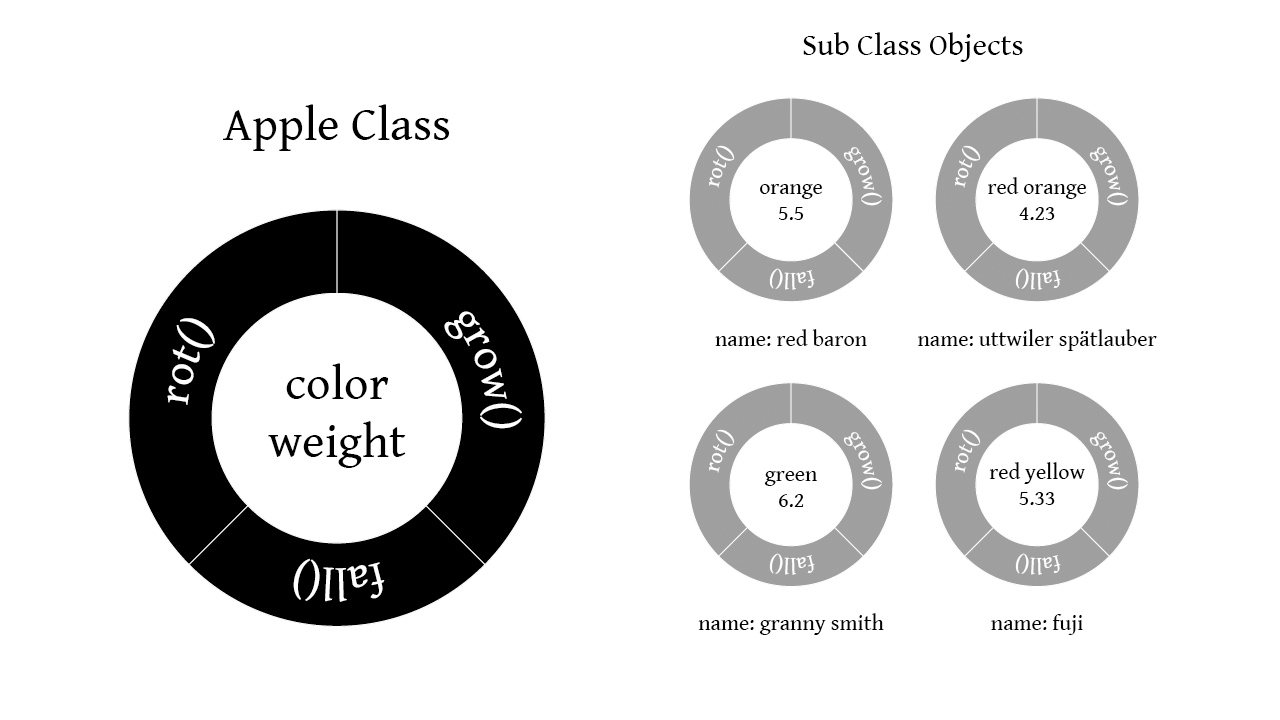 Apple Class
rot()
grow()
color
weight
fall()
Sub Class Objects
rot()
grow()
orange
5.5
fall()
name: red baron
rot()
grow()
red orange
4.23
fall()
name: uttwiler spätlauber
rot()
grow()
green
6.2
fall()
name: granny smith
rot()
grow()
red yellow
5.33
fall()
name: fuji